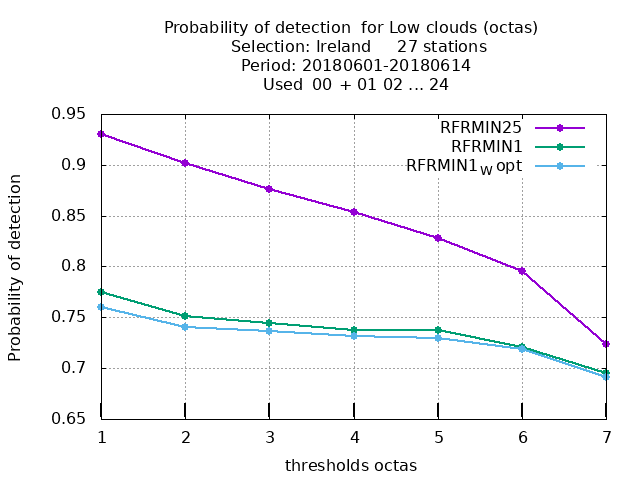 Probability of detection for Low clouds (octas)
Selection: Ireland 27 stations
Period: 20180601-20180614
Used 00 + 01 02 ... 24
RFRMIN25
RFRMIN1
RFRMIN1W opt
0.95
0.9
0.85
0.8
0.75
0.7
0.65
Probability of detection
1 2 3 4 5 6 7
thresholds octas